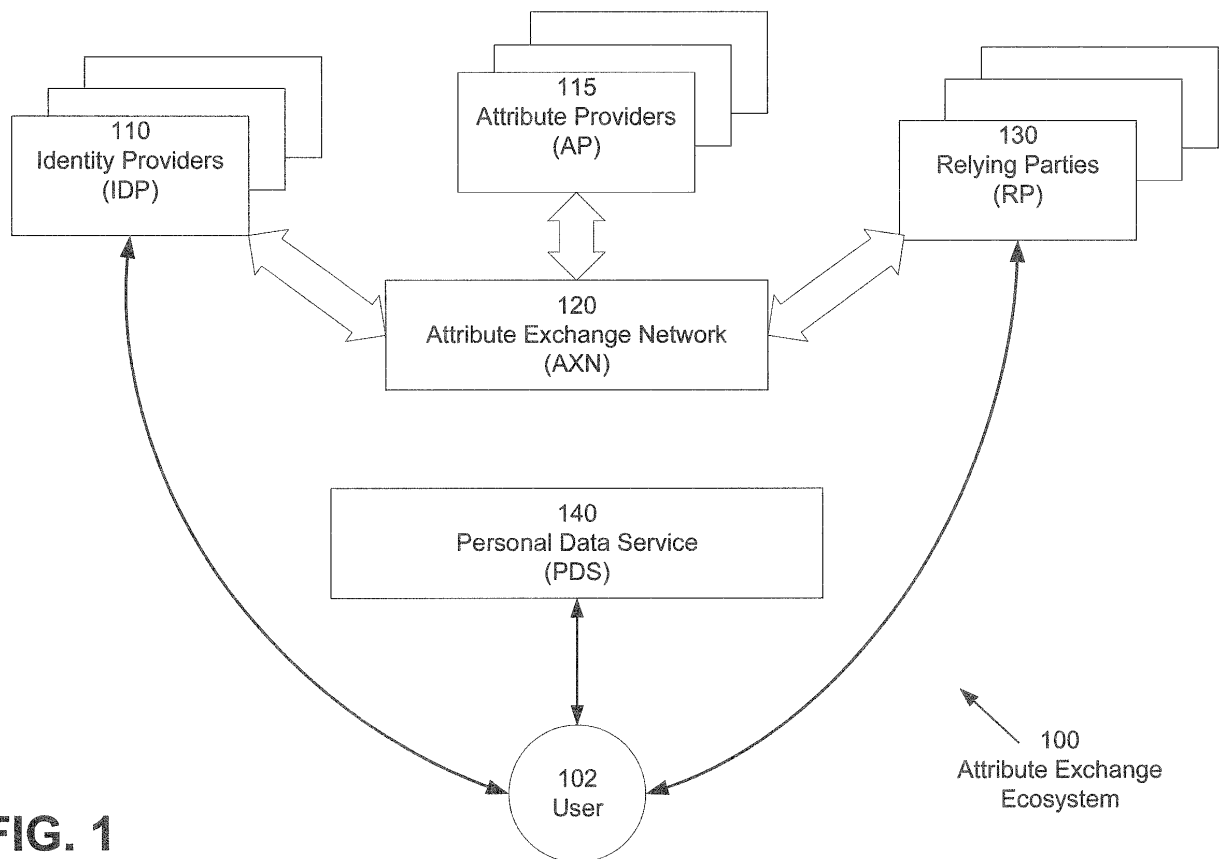 115
Attribute Providers
(AP)
110
Identity Providers
(IDP)
130
Relying Parties
(RP)
120
Attribute Exchange Network
(AXN)
140
Personal Data Service
(PDS)
102
User
100
Attribute Exchange
Ecosystem
FIG. 1